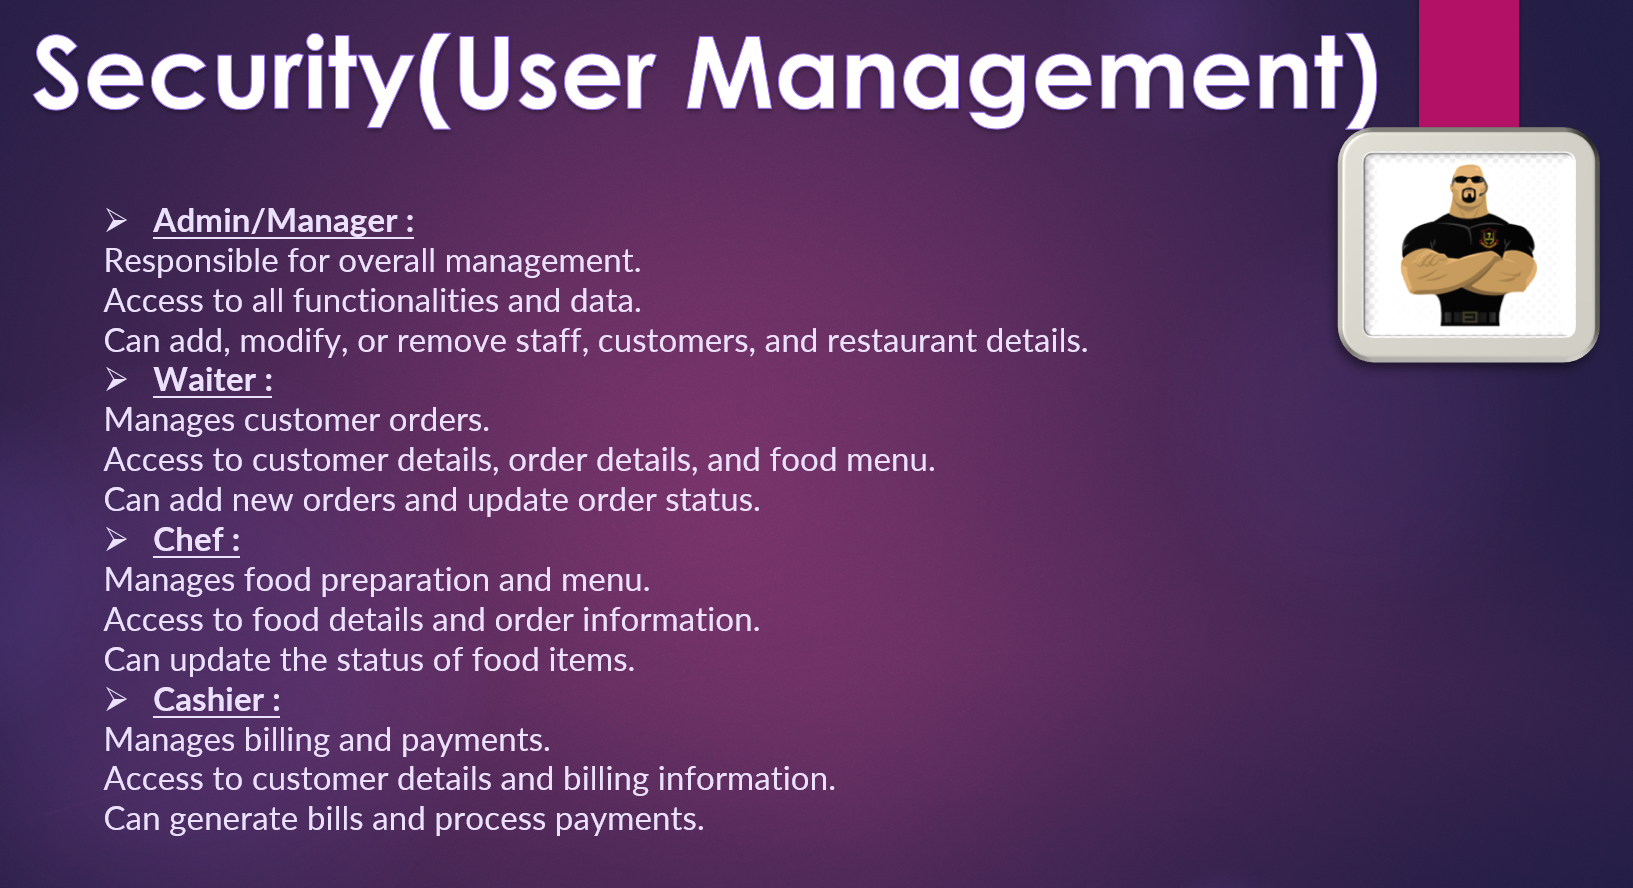 Security(User Management)
➢ Admin/Manager :
Responsible for overall management.
Access to all functionalities and data.
Can add, modify, or remove staff, customers, and restaurant details.
➢ Waiter :
Manages customer orders.
Access to customer details, order details, and food menu.
Can add new orders and update order status.
➢ Chef :
Manages food preparation and menu.
Access to food details and order information.
Can update the status of food items.
➢ Cashier :
Manages billing and payments.
Access to customer details and billing information.
Can generate bills and process payments.